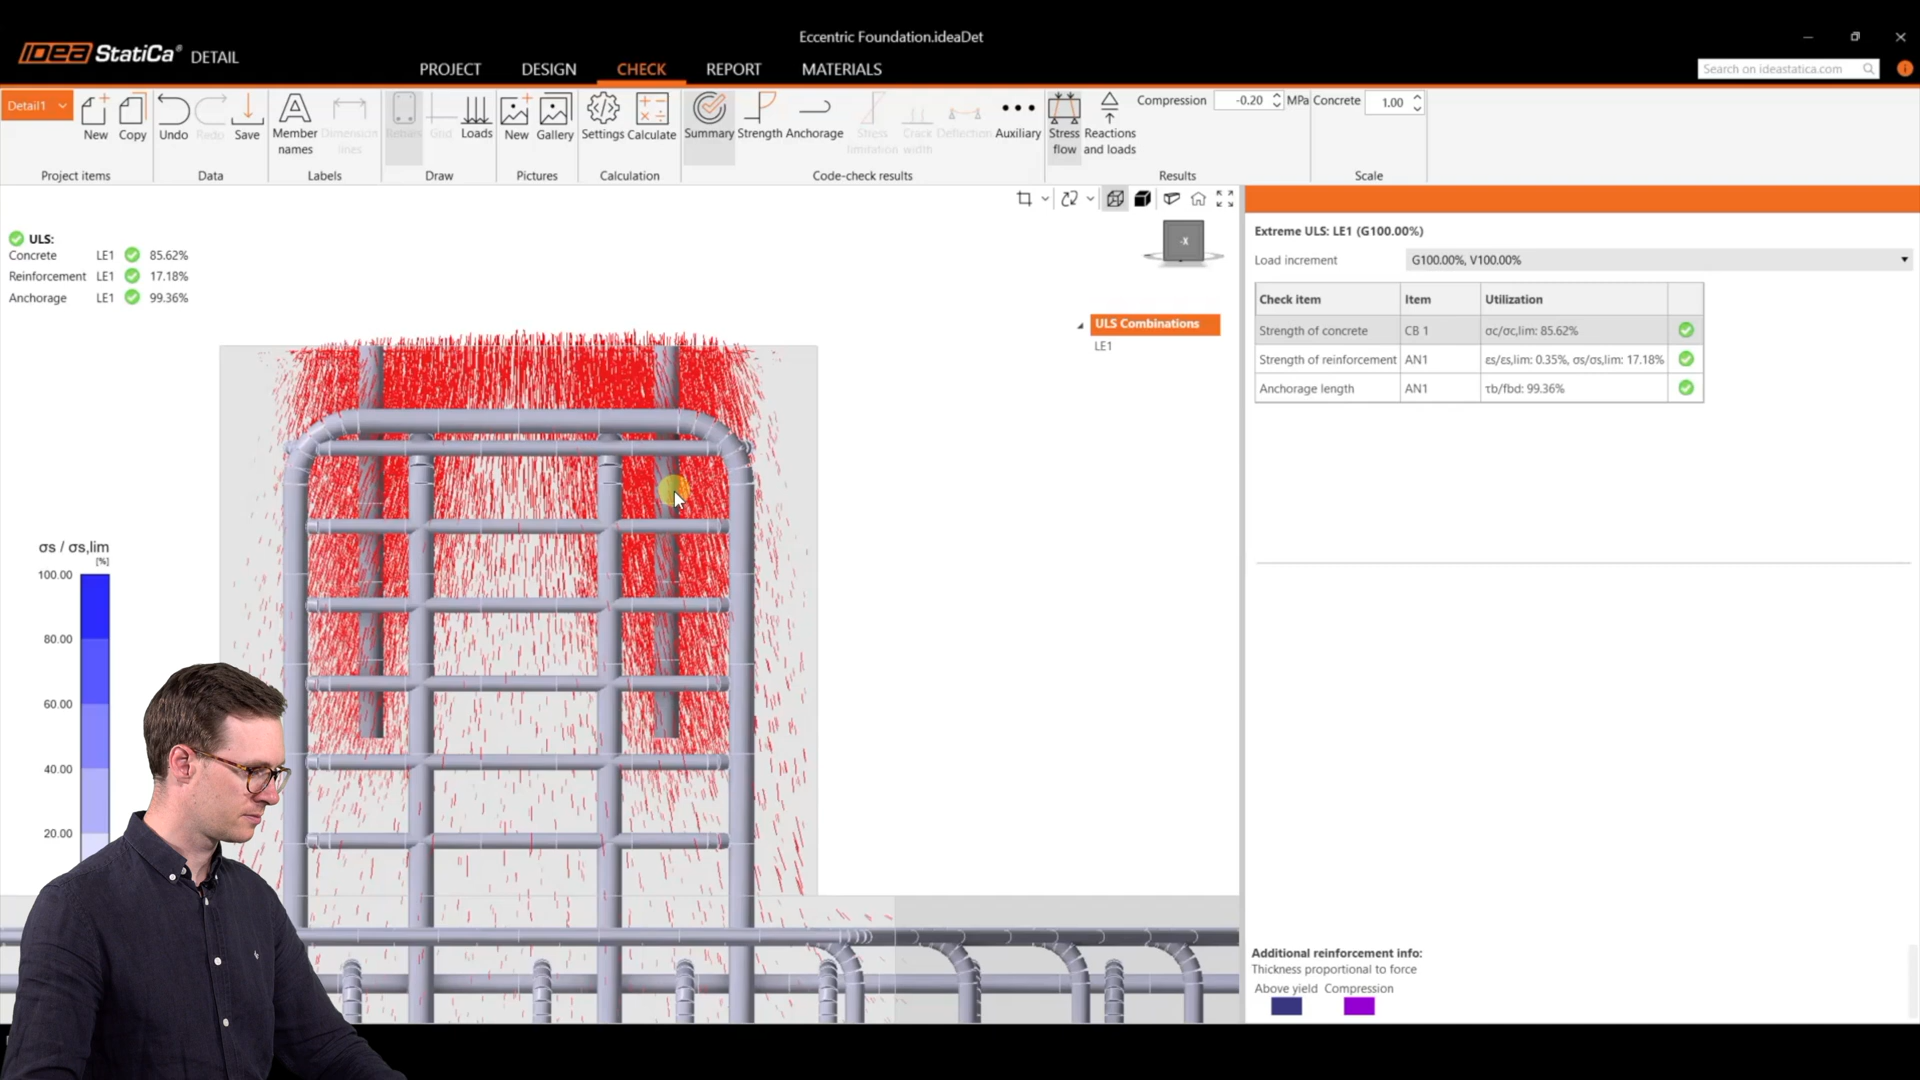 Eccentric Foundation.ideaDet
IDEA StatiCa® DETAIL
PROJECT DESIGN CHECK REPORT MATERIALS
Search on ideastatica.com
Detail1
New Copy
Project items
Undo Redo Save
Data
Member names Dimension lines
Labels
Rebars Grid Loads
Draw
New Gallery
Pictures
Settings Calculate
Calculation
Summary Strength Anchorage Stress limitation Crack width Deflection Auxiliary
Code-check results
Stress flow Reactions and loads Compression -0.20 MPa
Results
Concrete 1.00
Scale
ULS:
Concrete LE1 85.62%
Reinforcement LE1 17.18%
Anchorage LE1 99.36%
-X
ULS Combinations
LE1
σs / σs,lim
[%]
100.00
80.00
60.00
40.00
20.00
Extreme ULS: LE1 (G100.00%)
Load increment G100.00%, V100.00%
Check item Item Utilization
Strength of concrete CB 1 σc/σc,lim: 85.62%
Strength of reinforcement AN1 εs/εs,lim: 0.35%, σs/σs,lim: 17.18%
Anchorage length AN1 τb/fbd: 99.36%
Additional reinforcement info:
Thickness proportional to force
Above yield Compression